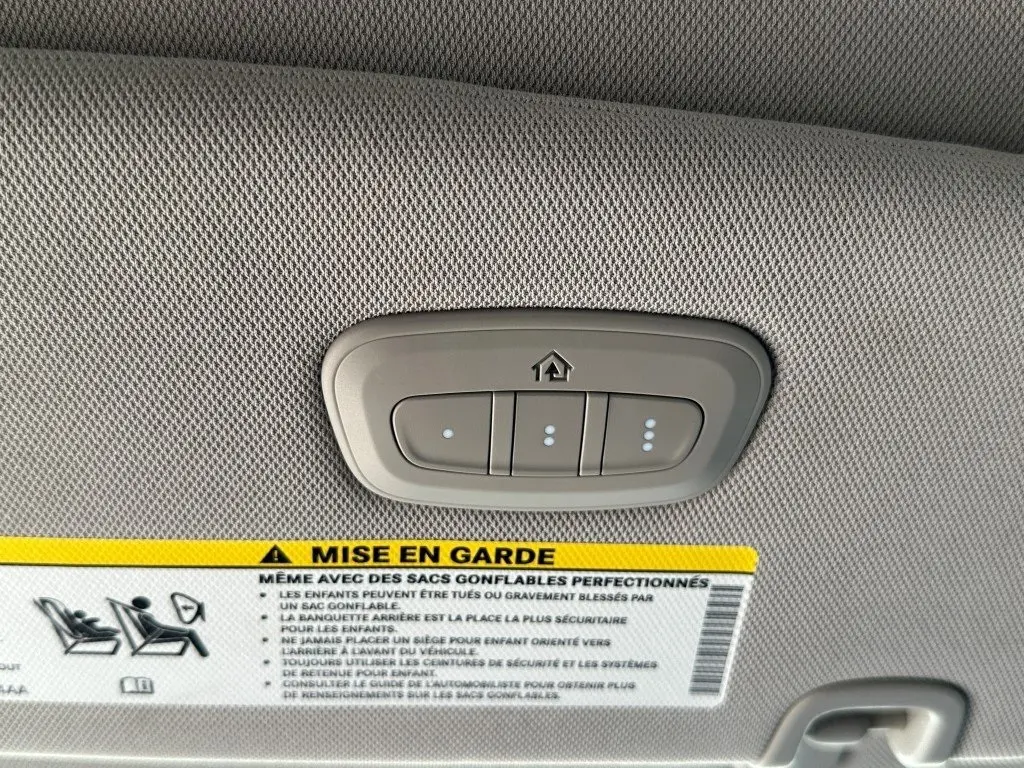 MISE EN GARDE
MÊME AVEC DES SACS GONFLABLES PERFECTIONNÉS
• LES ENFANTS PEUVENT ÊTRE TUÉS OU GRAVEMENT BLESSÉS PAR
UN SAC GONFLABLE.
• LA BANQUETTE ARRIÈRE EST LA PLACE LA PLUS SÉCURITAIRE
POUR LES ENFANTS.
• NE JAMAIS PLACER UN SIÈGE POUR ENFANT ORIENTÉ VERS
L'ARRIÈRE À L'AVANT DU VÉHICULE.
• TOUJOURS UTILISER LES CEINTURES DE SÉCURITÉ ET LES SYSTÈMES
DE RETENUE POUR ENFANT.
• CONSULTER LE GUIDE DE L'AUTOMOBILISTE POUR OBTENIR PLUS
DE RENSEIGNEMENTS SUR LES SACS GONFLABLES.
OUT
AAA